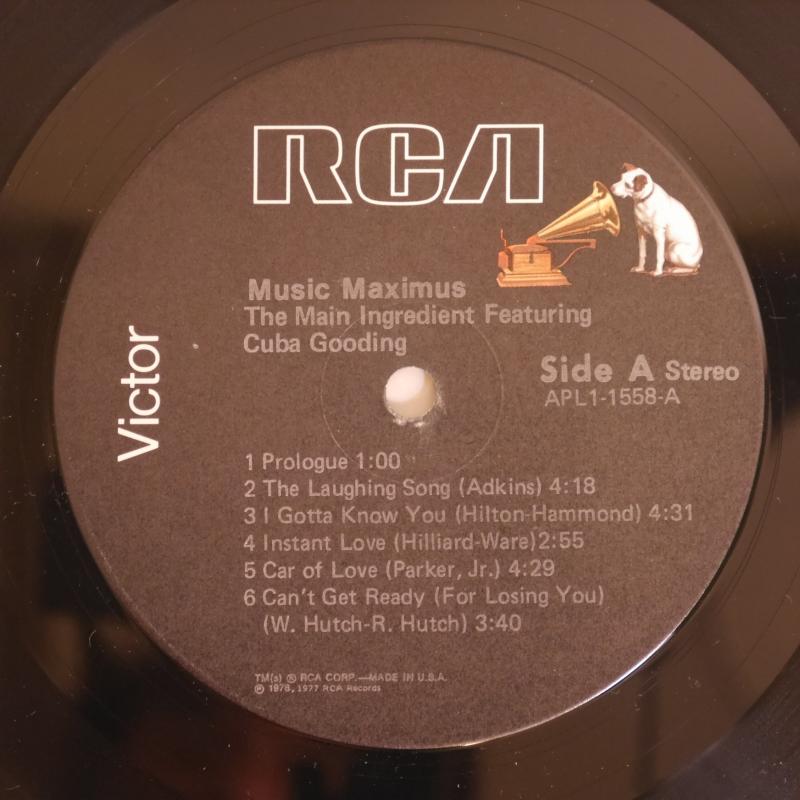 RCA
Victor
Music Maximus
The Main Ingredient Featuring
Cuba Gooding
Side A Stereo
APL1-1558-A
1 Prologue 1:00
2 The Laughing Song (Adkins) 4:18
3 I Gotta Know You (Hilton-Hammond) 4:31
4 Instant Love (Hilliard-Ware)2:55
5 Car of Love (Parker, Jr.) 4:29
6 Can't Get Ready (For Losing You)
(W. Hutch-R. Hutch) 3:40
TM(s) ® RCA CORP.—MADE IN U.S.A.
℗ 1976, 1977 RCA Records